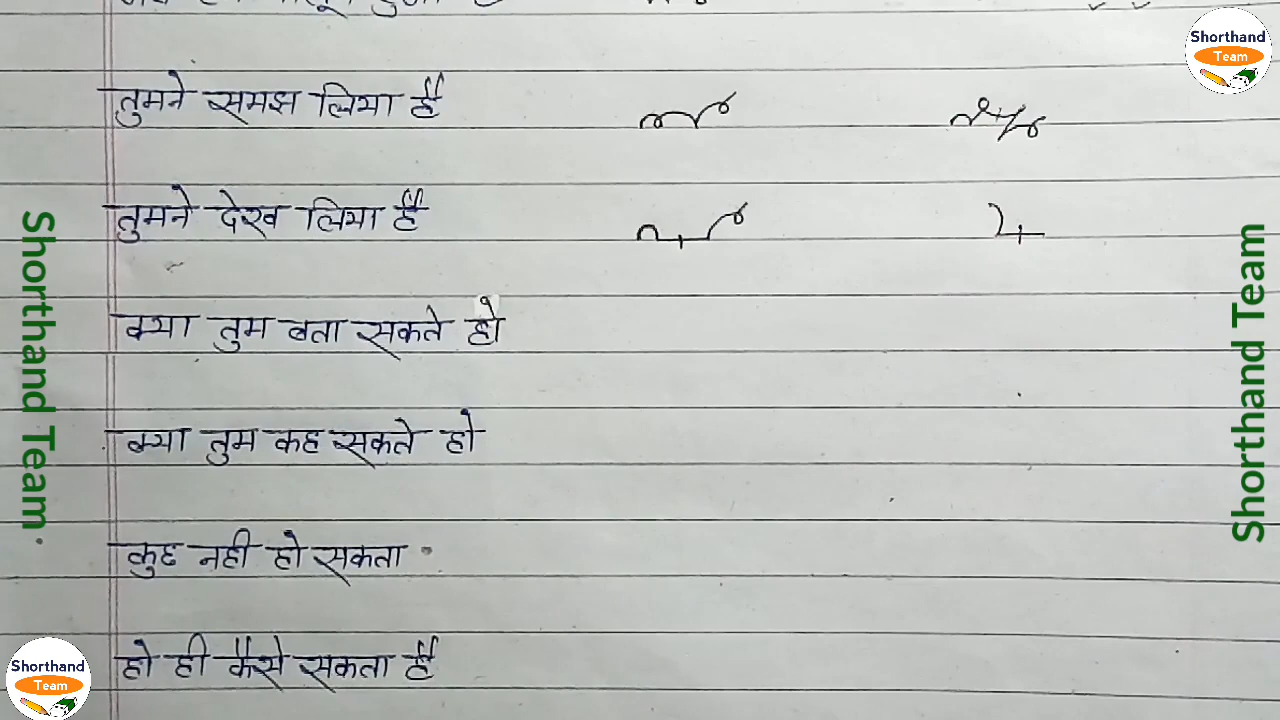 Shorthand Team
तुमने समझ लिया है
तुमने देख लिया है
क्या तुम बता सकते हो
क्या तुम कह सकते हो
कुछ नही हो सकता
हो ही कैसे सकता है
Shorthand Team
Shorthand Team
Shorthand Team